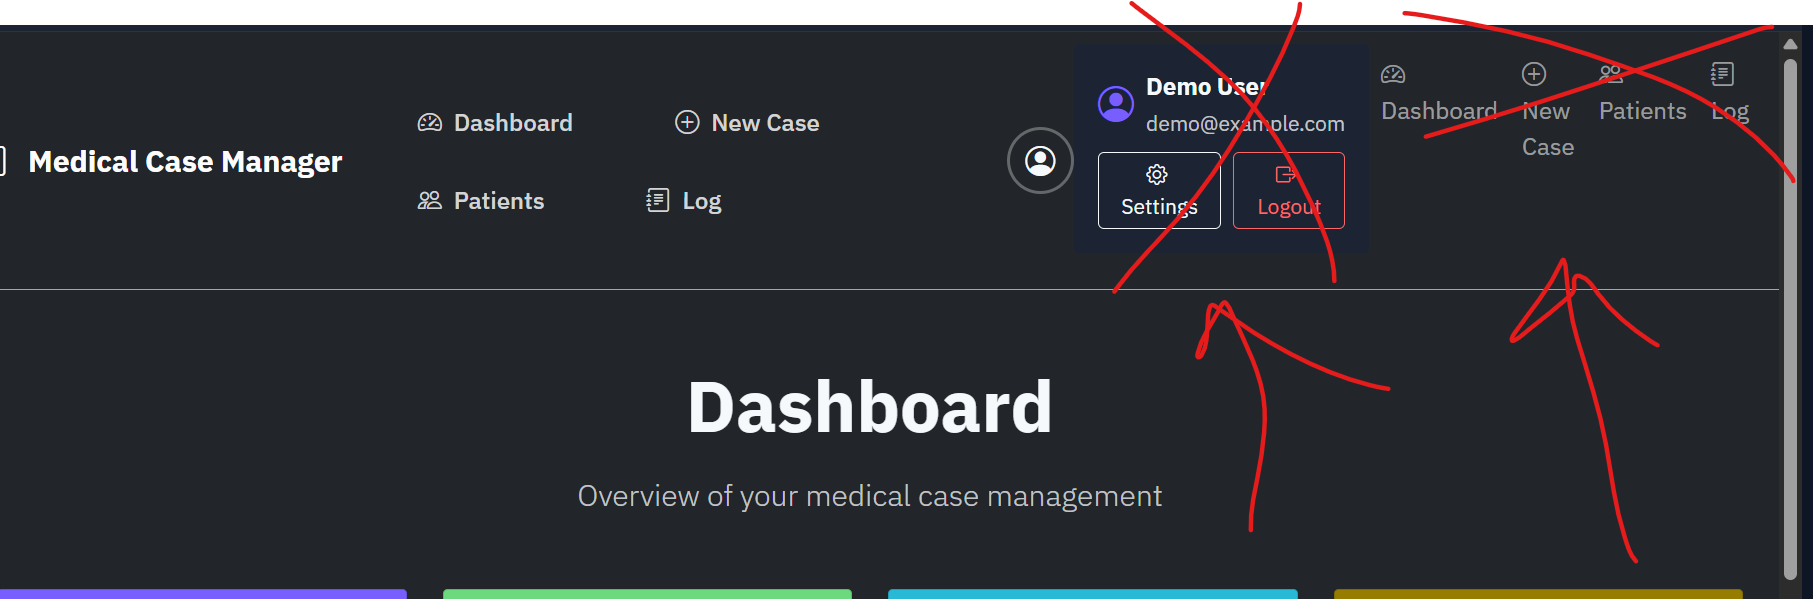 Medical Case Manager
Dashboard
New Case
Patients
Log
Demo User
demo@example.com
Settings
Logout
Dashboard
New
Case
Patients
Log
Dashboard
Overview of your medical case management